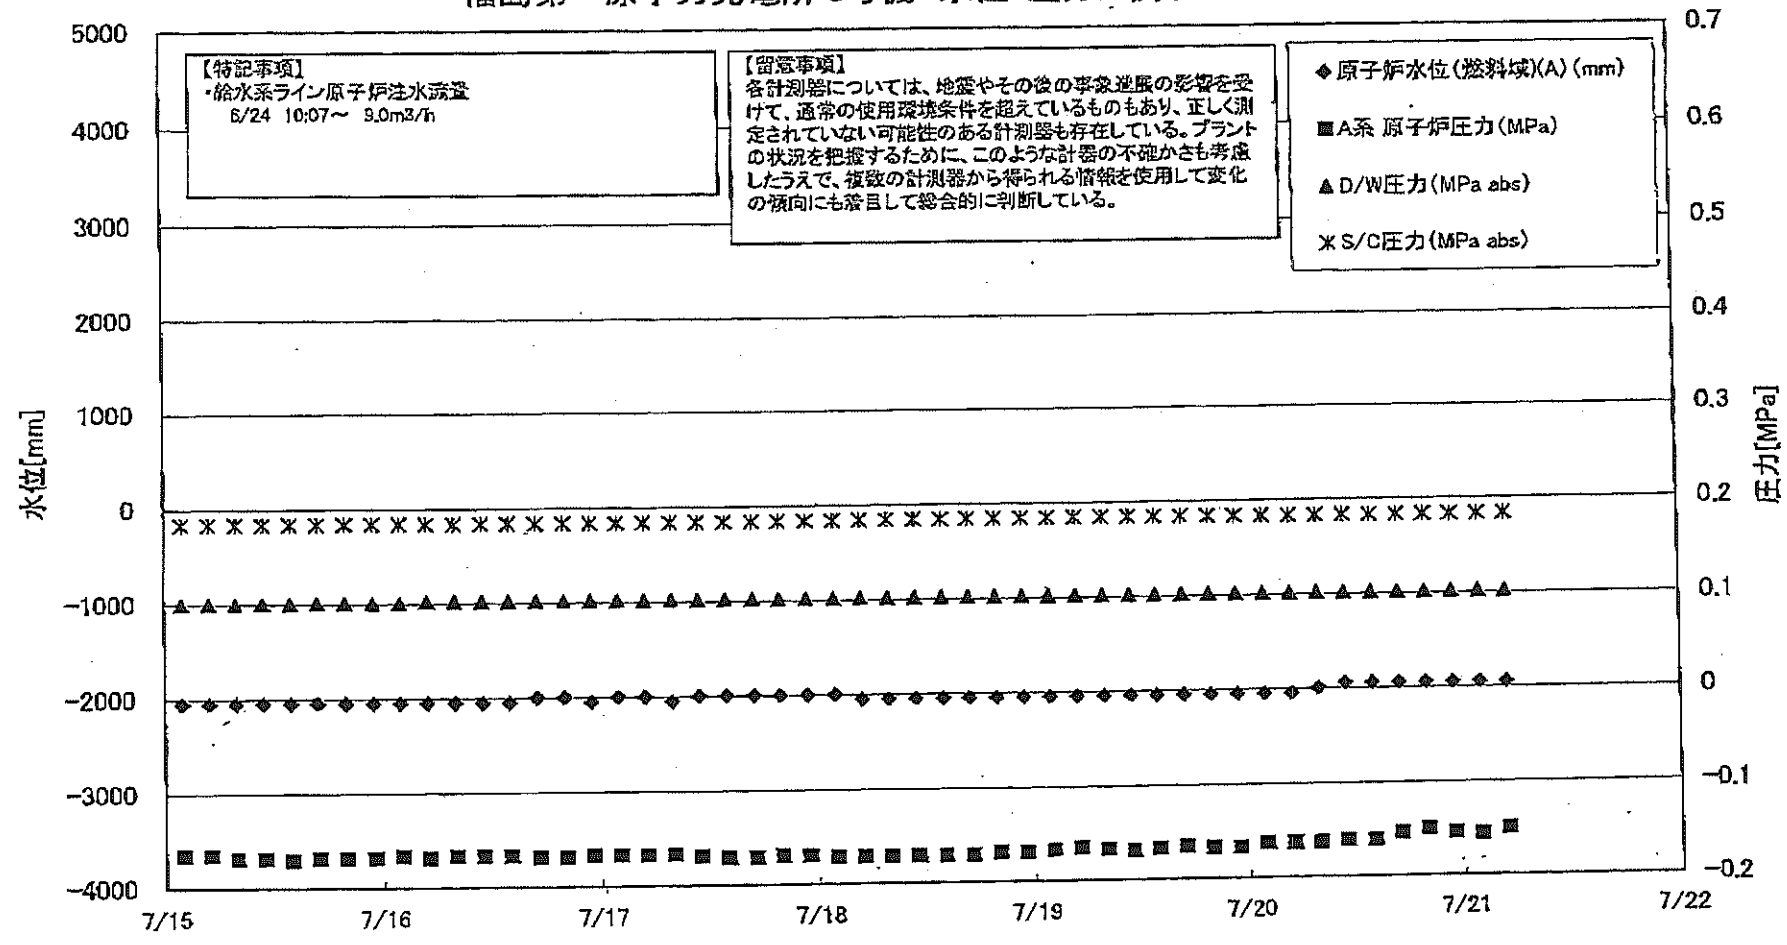 5000
4000
3000
2000
1000
0
-1000
-2000
-3000
-4000
水位[mm]
【特記事項】
・給水系ライン原子炉注水流量
6/24 10:07~ 9.0m3/h
【留意事項】
各計測器については、地震やその後の事象進展の影響を受
けて、通常の使用環境条件を超えているものもあり、正しく測
定されていない可能性のある計測器も存在している。プラント
の状況を把握するために、このような計器の不確かさも考慮
したうえで、複数の計測器から得られる情報を使用して変化
の傾向にも着目して総合的に判断している。
原子炉水位(燃料域)(A)(mm)
A系 原子炉圧力(MPa)
D/W圧力(MPa abs)
S/C圧力(MPa abs)
0.7
0.6
0.5
0.4
0.3
0.2
0.1
0
-0.1
-0.2
圧力[MPa]
7/15
7/16
7/17
7/18
7/19
7/20
7/21
7/22